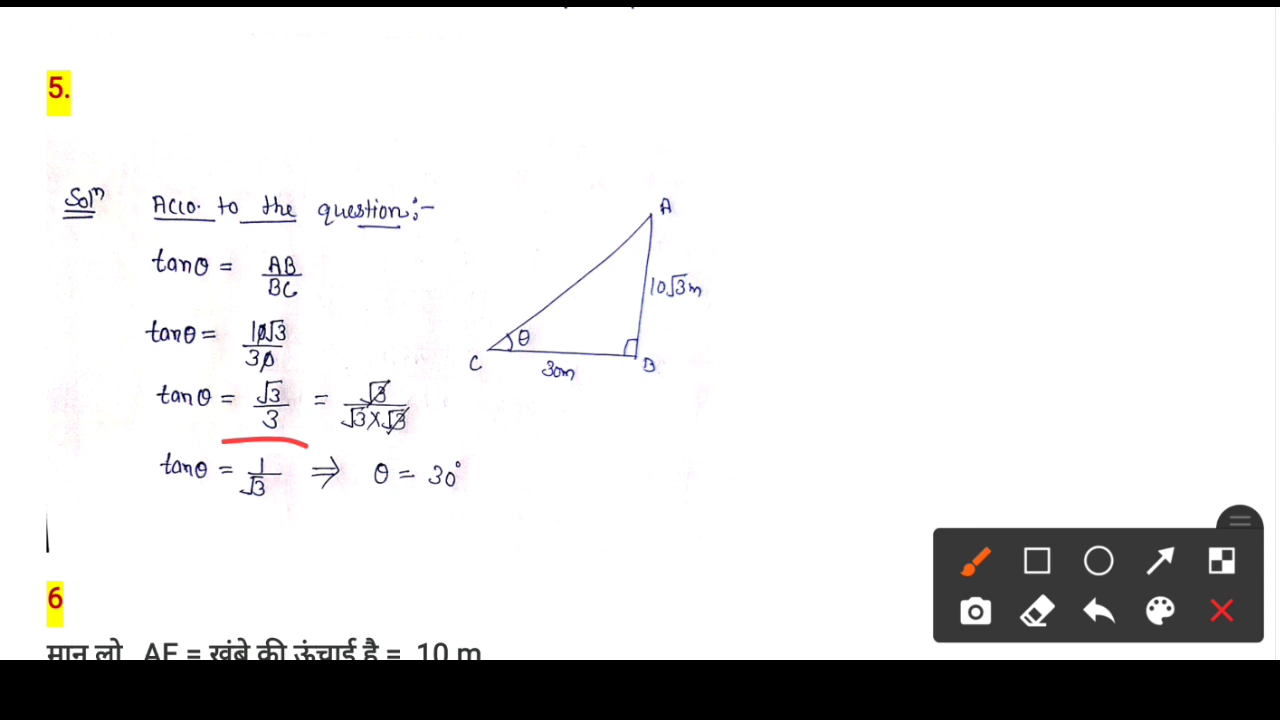 5.
Solⁿ Acco. to the question:-
tanθ = AB/BC
tanθ = 10√3/30
tanθ = √3/3 = √3/√3×√3
tanθ = 1/√3 ⇒ θ = 30°
A
10√3m
θ
C
30m
B
6
मान लो, AE = खंबे की ऊंचाई है = 10 m